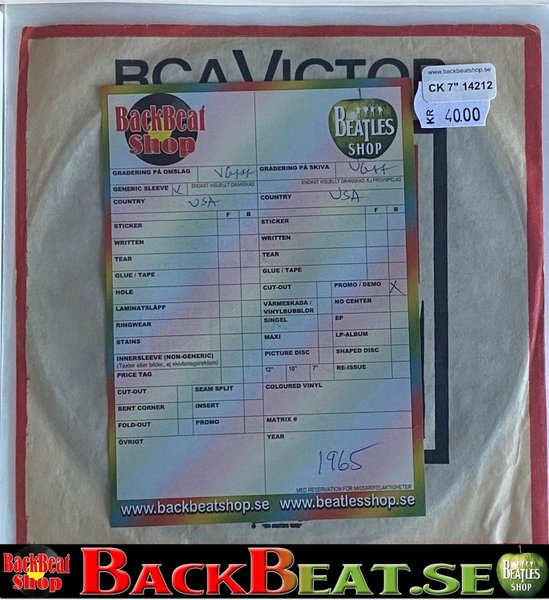 RCA VICTOR
www.backbeatshop.se
CK 7" 14212
KR 40.00
BackBeat Shop
BEATLES SHOP
GRADERING PÅ OMSLAG VG++
GRADERING PÅ SKIVA VG++
GENERIC SLEEVE √ ENDAST VISUELLT GRANSKAD
ENDAST VISUELLT GRANSKAD, EJ PROVSPELAD
COUNTRY USA
COUNTRY USA
F B
F B
STICKER
STICKER
WRITTEN
WRITTEN
TEAR
TEAR
GLUE / TAPE
GLUE / TAPE
HOLE
CUT-OUT PROMO / DEMO X
LAMINATSLÄPP
VÄRMESKADA / VINYLBUBBLOR NO CENTER
RINGWEAR
SINGEL EP
STAINS
MAXI LP-ALBUM
INNERSLEEVE (NON-GENERIC)
(Texter eller bilder, ej skivbolagsreklam)
PICTURE DISC SHAPED DISC
PRICE TAG
12" 10" 7" RE-ISSUE
CUT-OUT SEAM SPLIT
COLOURED VINYL
BENT CORNER INSERT
FOLD-OUT PROMO
MATRIX #
ÖVRIGT
YEAR
1965
MED RESERVATION FÖR MISSAR/FELAKTIGHETER
www.backbeatshop.se www.beatlesshop.se
BackBeat Shop
BACKBEAT.SE
BEATLES SHOP